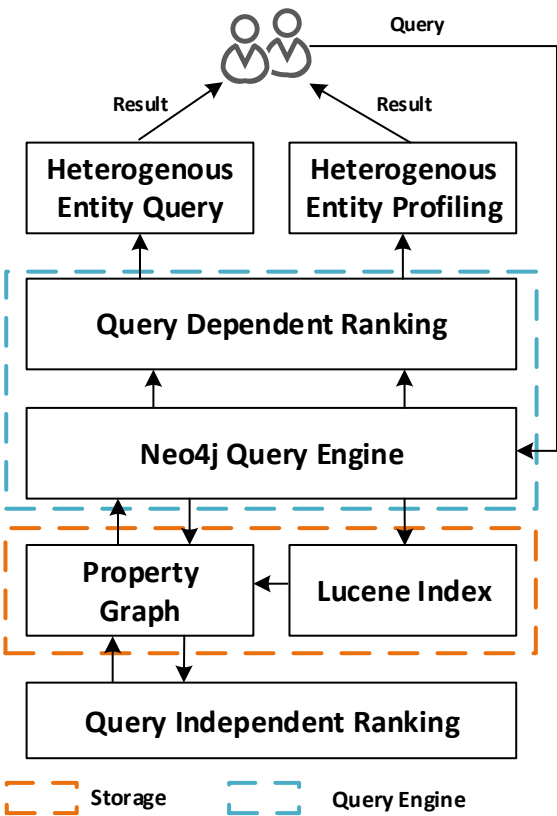 Query
Result
Result
Heterogenous
Entity Query
Heterogenous
Entity Profiling
Query Dependent Ranking
Neo4j Query Engine
Property
Graph
Lucene Index
Query Independent Ranking
Storage
Query Engine